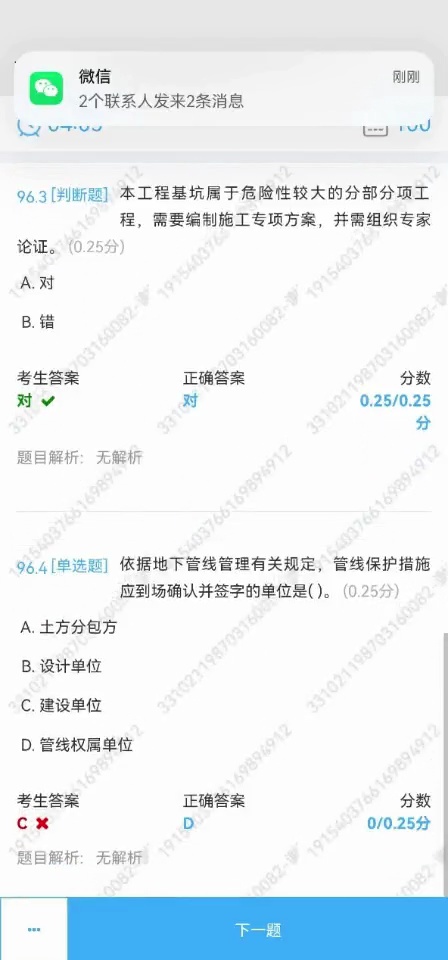 微信
刚刚
2个联系人发来2条消息
96.3 [判断题] 本工程基坑属于危险性较大的分部分项工
程，需要编制施工专项方案，并需组织专家
论证。(0.25分)
A. 对
B. 错
考生答案 正确答案 分数
对 对 0.25/0.25
分
题目解析： 无解析
96.4 [单选题] 依据地下管线管理有关规定，管线保护措施
应到场确认并签字的单位是( )。(0.25分)
A. 土方分包方
B. 设计单位
C. 建设单位
D. 管线权属单位
考生答案 正确答案 分数
C D 0/0.25分
题目解析： 无解析
下一题